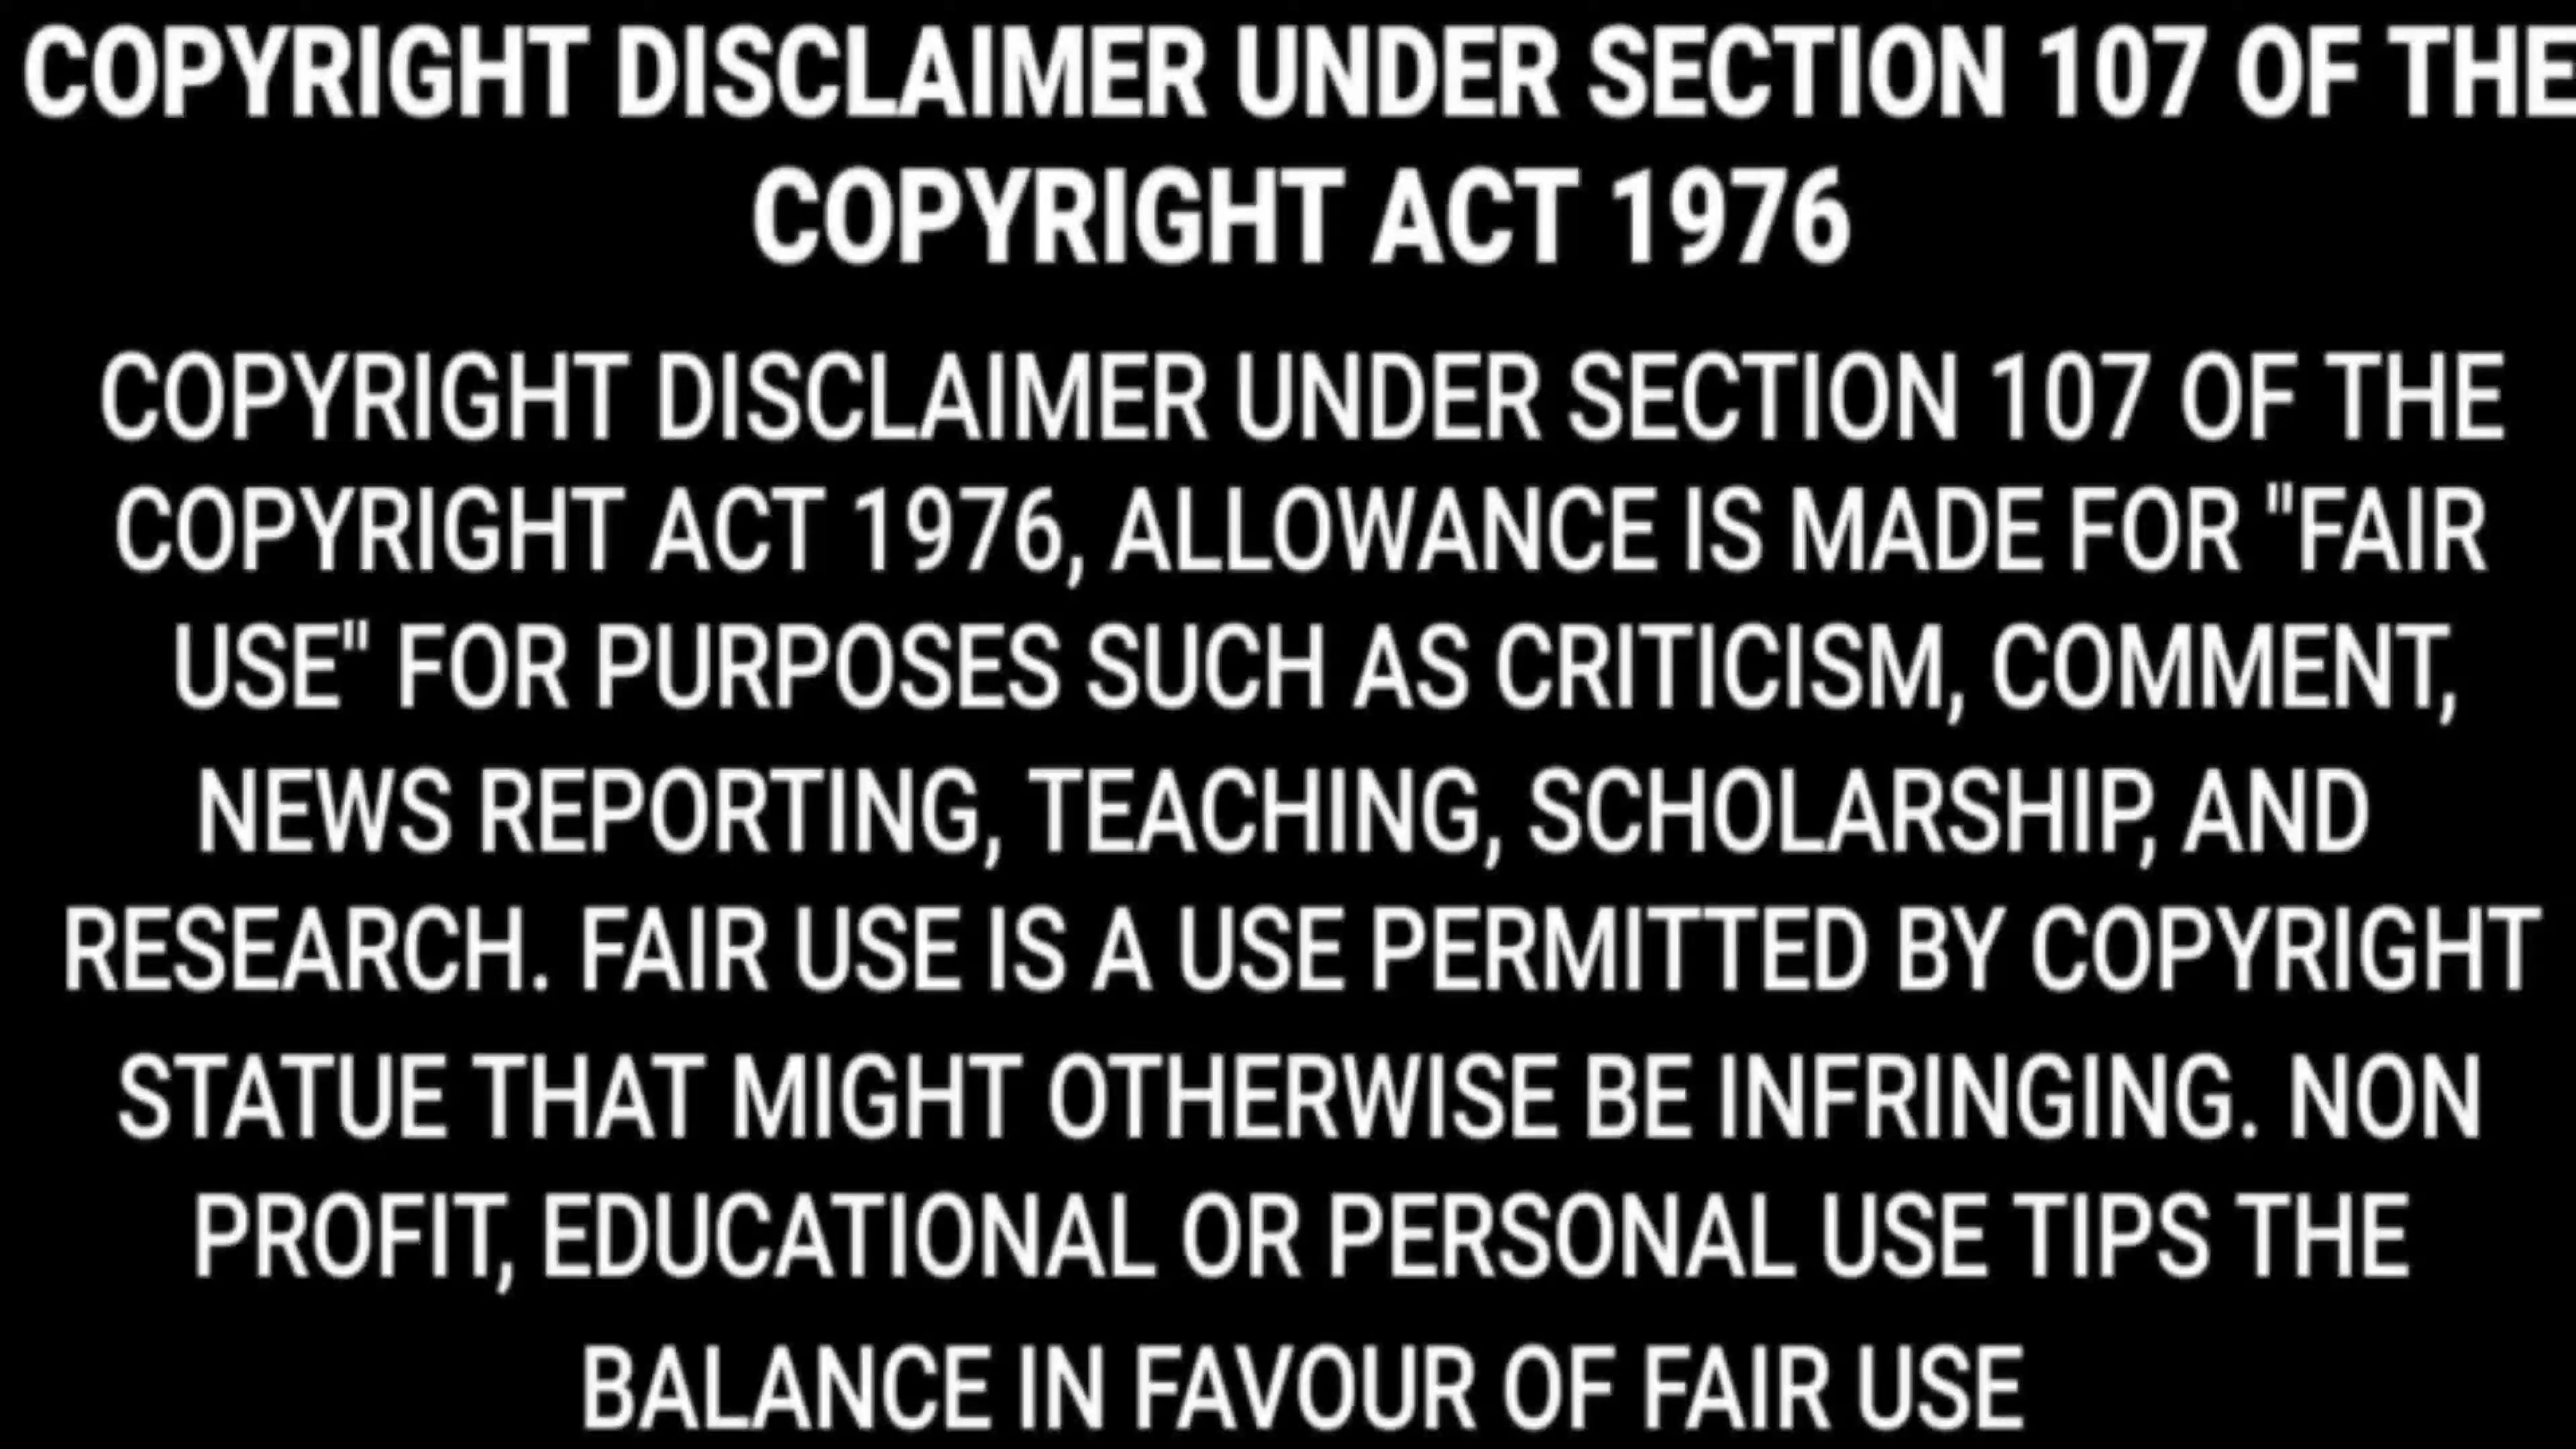 COPYRIGHT DISCLAIMER UNDER SECTION 107 OF THE
COPYRIGHT ACT 1976
COPYRIGHT DISCLAIMER UNDER SECTION 107 OF THE
COPYRIGHT ACT 1976, ALLOWANCE IS MADE FOR "FAIR
USE" FOR PURPOSES SUCH AS CRITICISM, COMMENT,
NEWS REPORTING, TEACHING, SCHOLARSHIP, AND
RESEARCH. FAIR USE IS A USE PERMITTED BY COPYRIGHT
STATUE THAT MIGHT OTHERWISE BE INFRINGING. NON
PROFIT, EDUCATIONAL OR PERSONAL USE TIPS THE
BALANCE IN FAVOUR OF FAIR USE